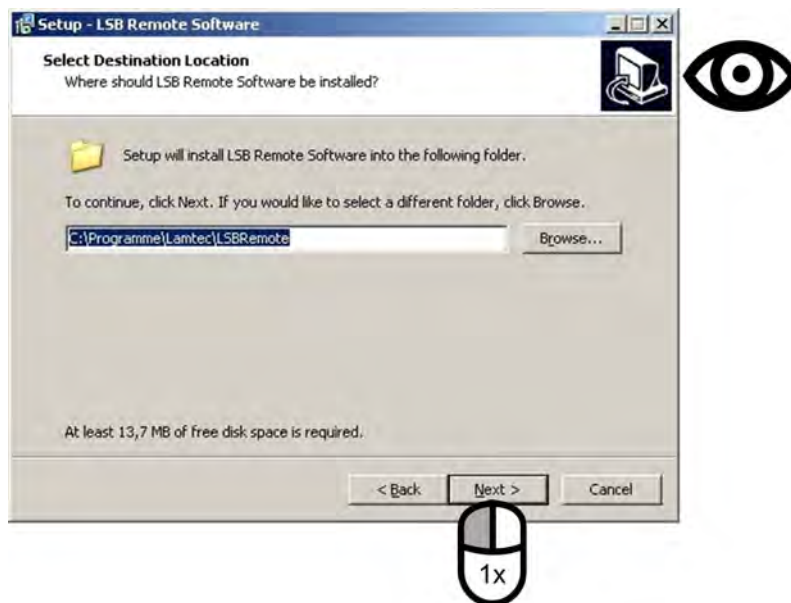 Setup - LSB Remote Software
Select Destination Location
Where should LSB Remote Software be installed?
Setup will install LSB Remote Software into the following folder.
To continue, click Next. If you would like to select a different folder, click Browse.
C:\Programme\Lamtec\LSBRemote
Browse...
At least 13,7 MB of free disk space is required.
< Back
Next >
Cancel
1x